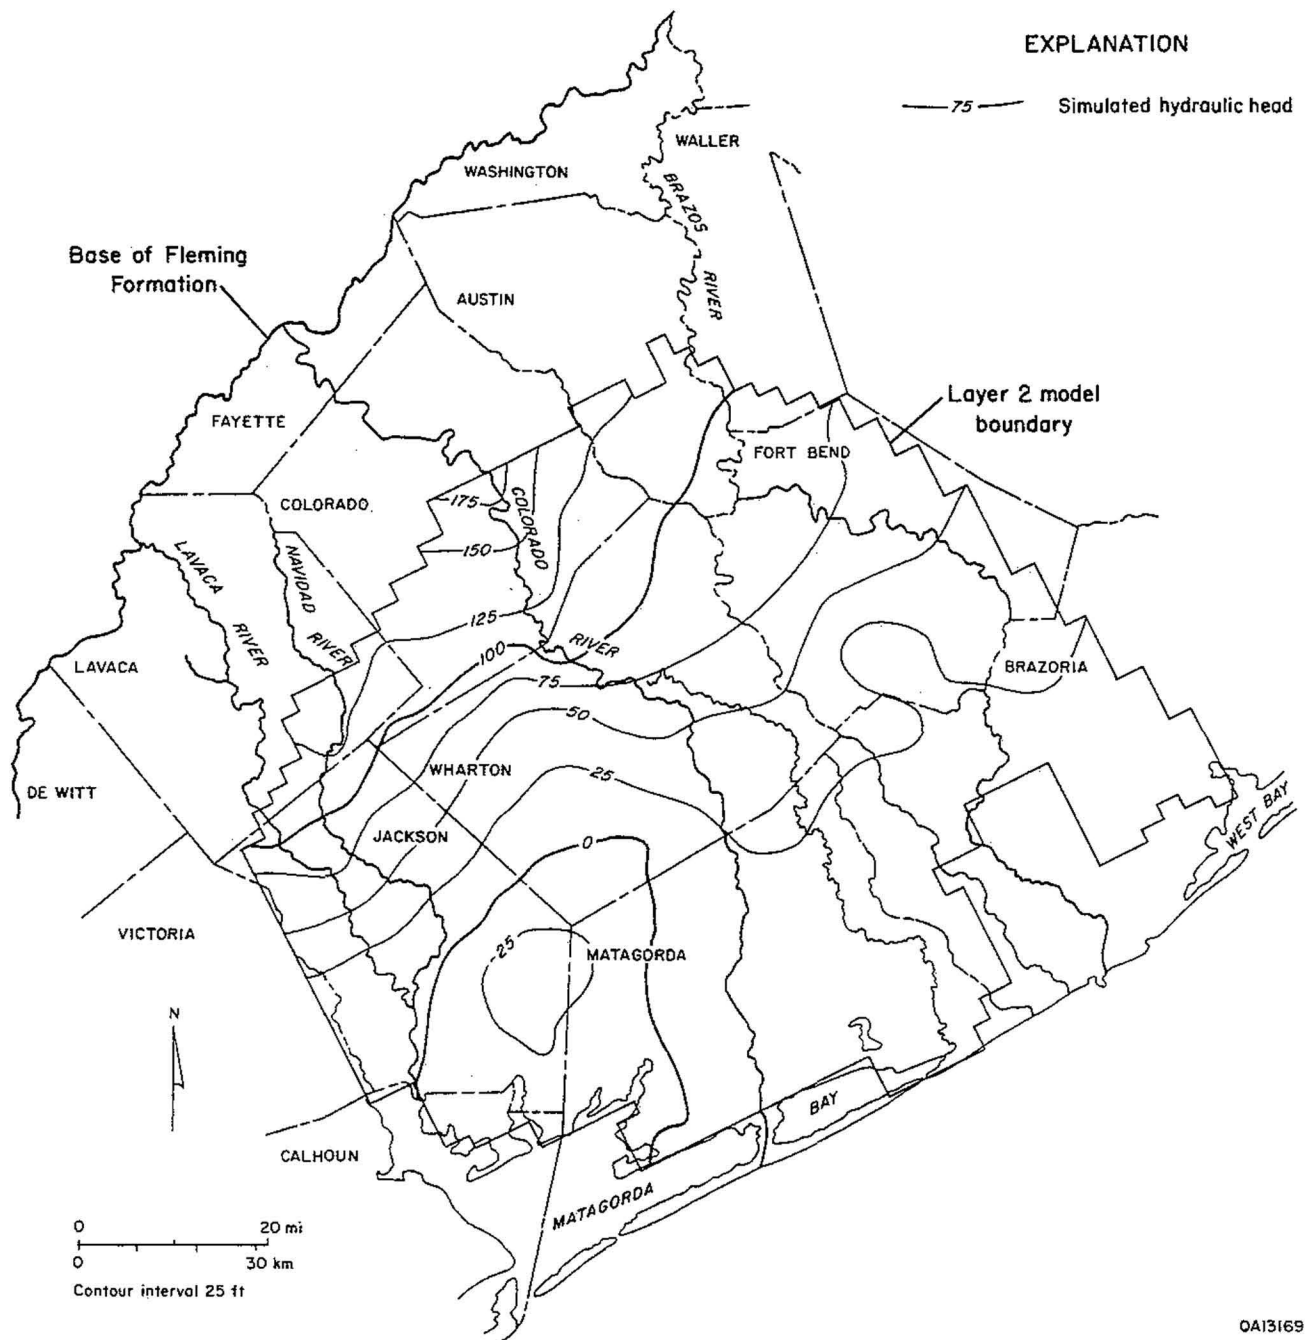 EXPLANATION
75 Simulated hydraulic head
WALLER
WASHINGTON
BRAZOS
RIVER
Base of Fleming
Formation
AUSTIN
Layer 2 model
boundary
FAYETTE
FORT BEND
COLORADO
175
COLORADO
RIVER
150
LAVACA
RIVER
NAVIDAD
RIVER
125
100
LAVACA
BRAZORIA
75
50
WHARTON
25
DE WITT
JACKSON
0
WEST BAY
VICTORIA
-25
MATAGORDA
N
BAY
CALHOUN
MATAGORDA
0 20 mi
0 30 km
Contour interval 25 ft
QA13169